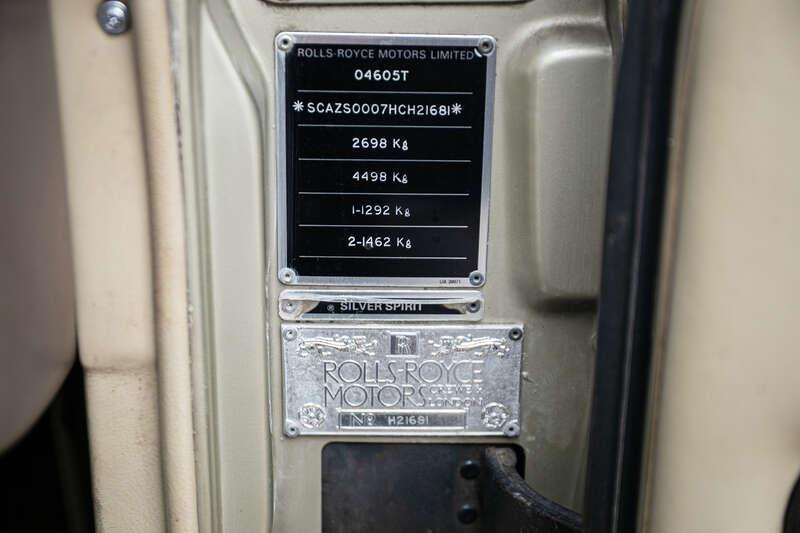 ROLLS-ROYCE MOTORS LIMITED
04605T
*SCAZS0007HCH21681*
2698 Kg
4498 Kg
1-1292 Kg
2-1462 Kg
SILVER SPIRIT
R
ROLLS-ROYCE
MOTORS CREWE &
LONDON
No H21681